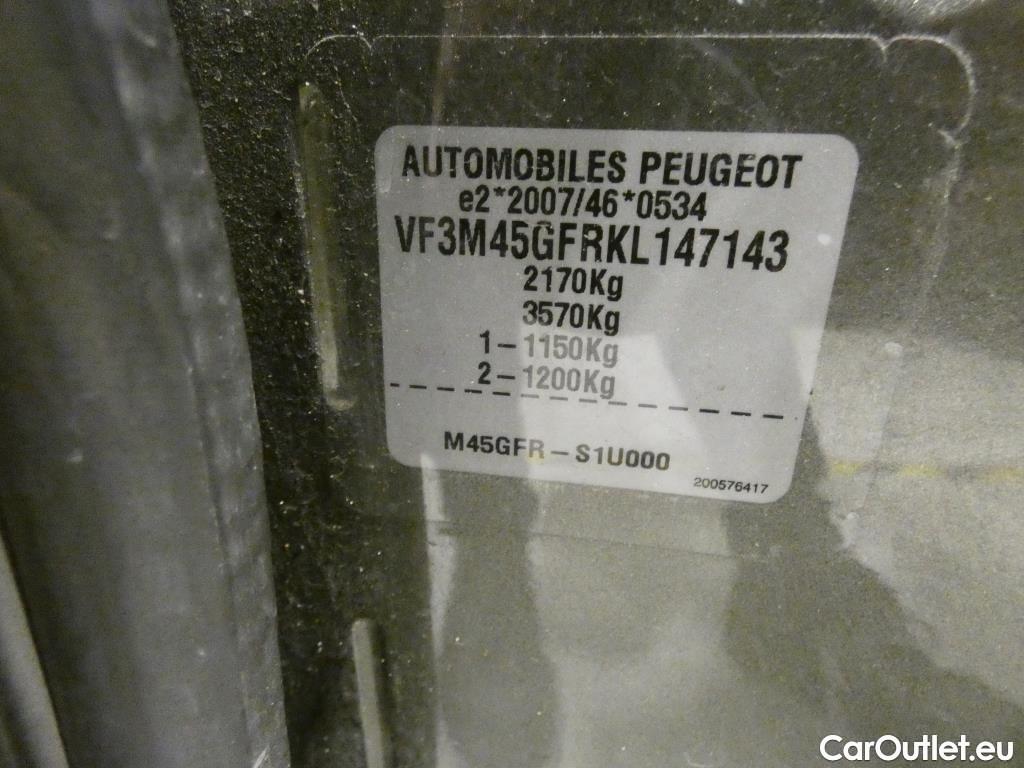 AUTOMOBILES PEUGEOT
e2*2007/46*0534
VF3M45GFRKL147143
2170Kg
3570Kg
1-1150Kg
2-1200Kg
M45GFR-S1U000
200576417
CarOutlet.eu